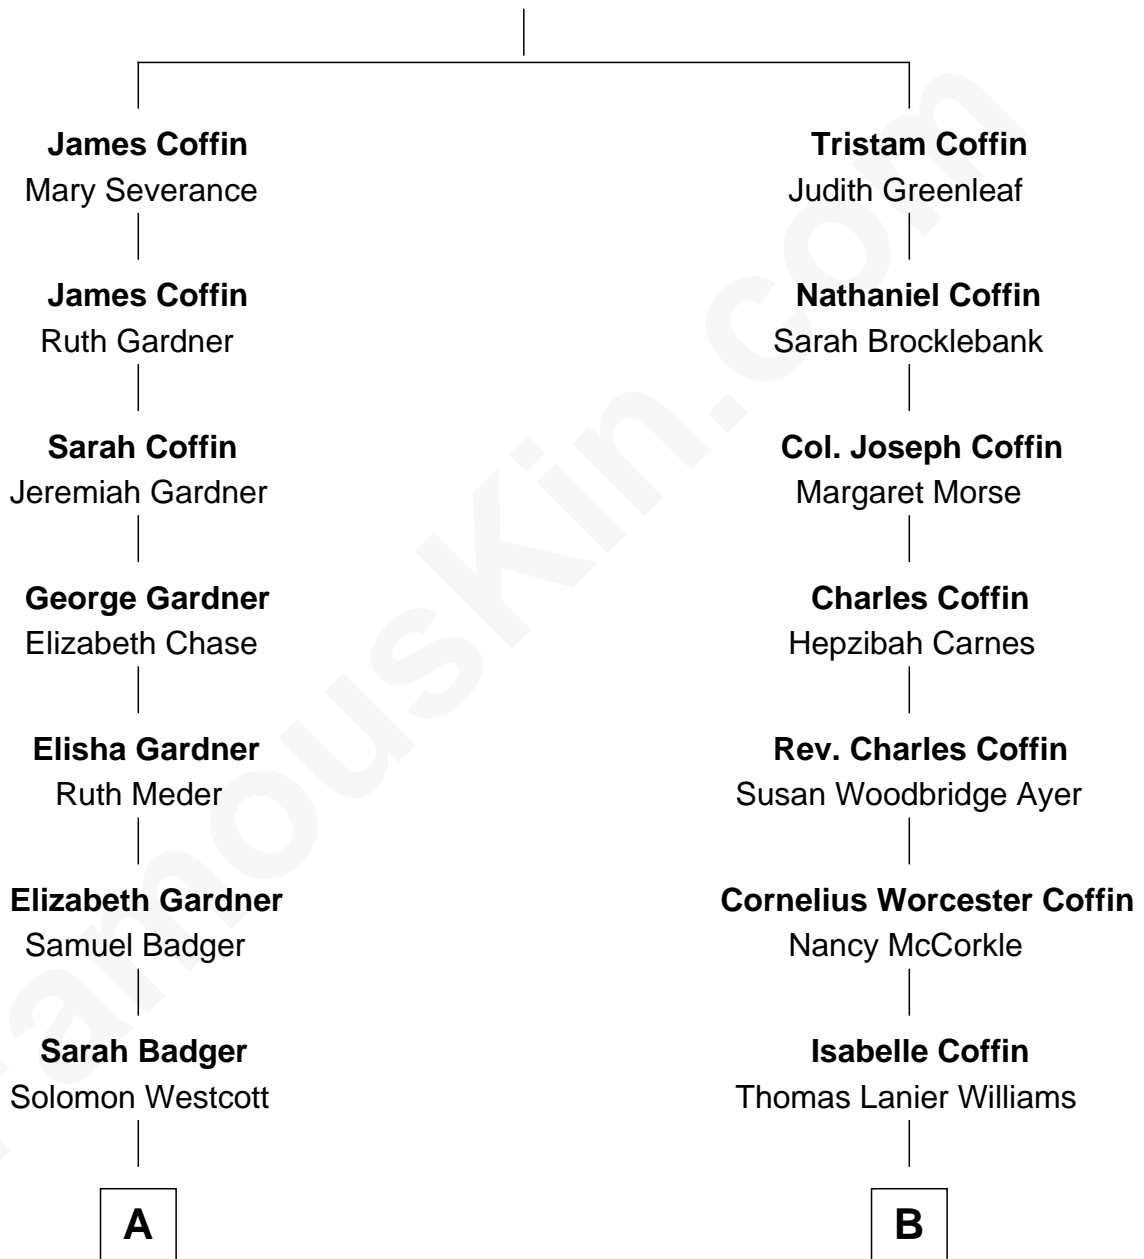 James Coffin
Mary Severance
James Coffin
Ruth Gardner
Sarah Coffin
Jeremiah Gardner
George Gardner
Elizabeth Chase
Elisha Gardner
Ruth Meder
Elizabeth Gardner
Samuel Badger
Sarah Badger
Solomon Westcott
A
Tristam Coffin
Judith Greenleaf
Nathaniel Coffin
Sarah Brocklebank
Col. Joseph Coffin
Margaret Morse
Charles Coffin
Hepzibah Carnes
Rev. Charles Coffin
Susan Woodbridge Ayer
Cornelius Worcester Coffin
Nancy McCorkle
Isabelle Coffin
Thomas Lanier Williams
B
FamousKin.com